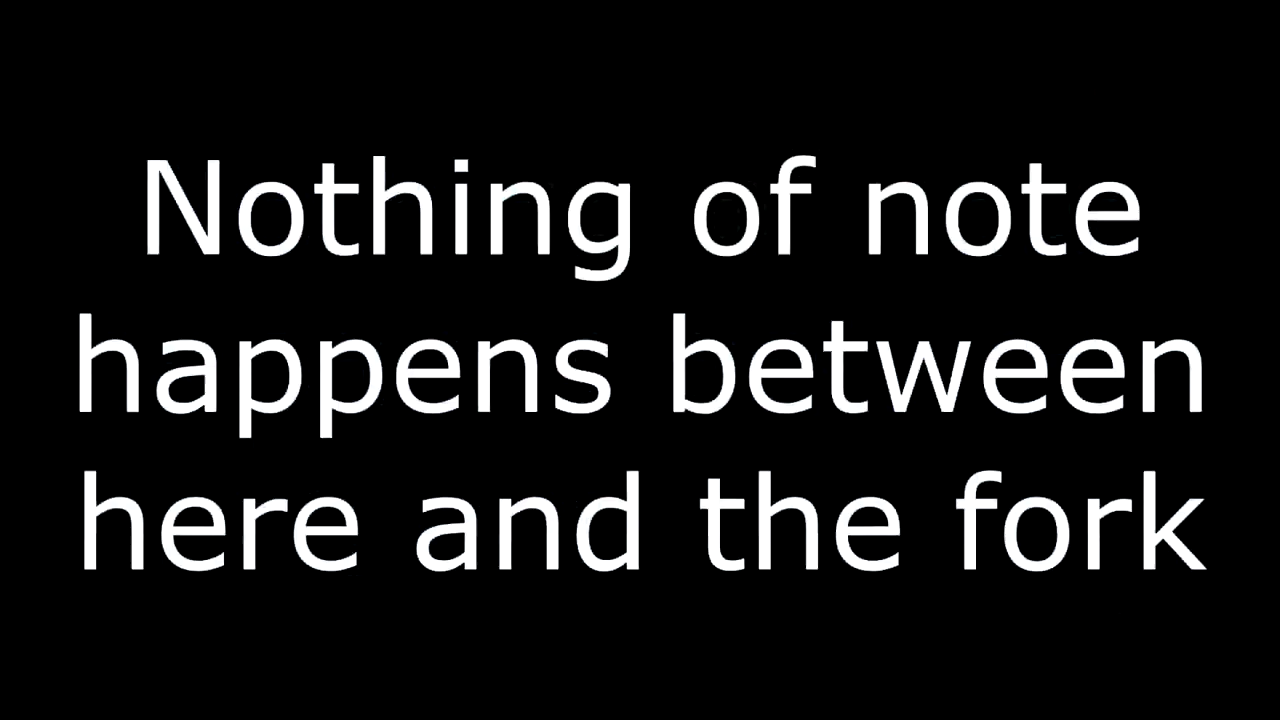 Nothing of note
happens between
here and the fork